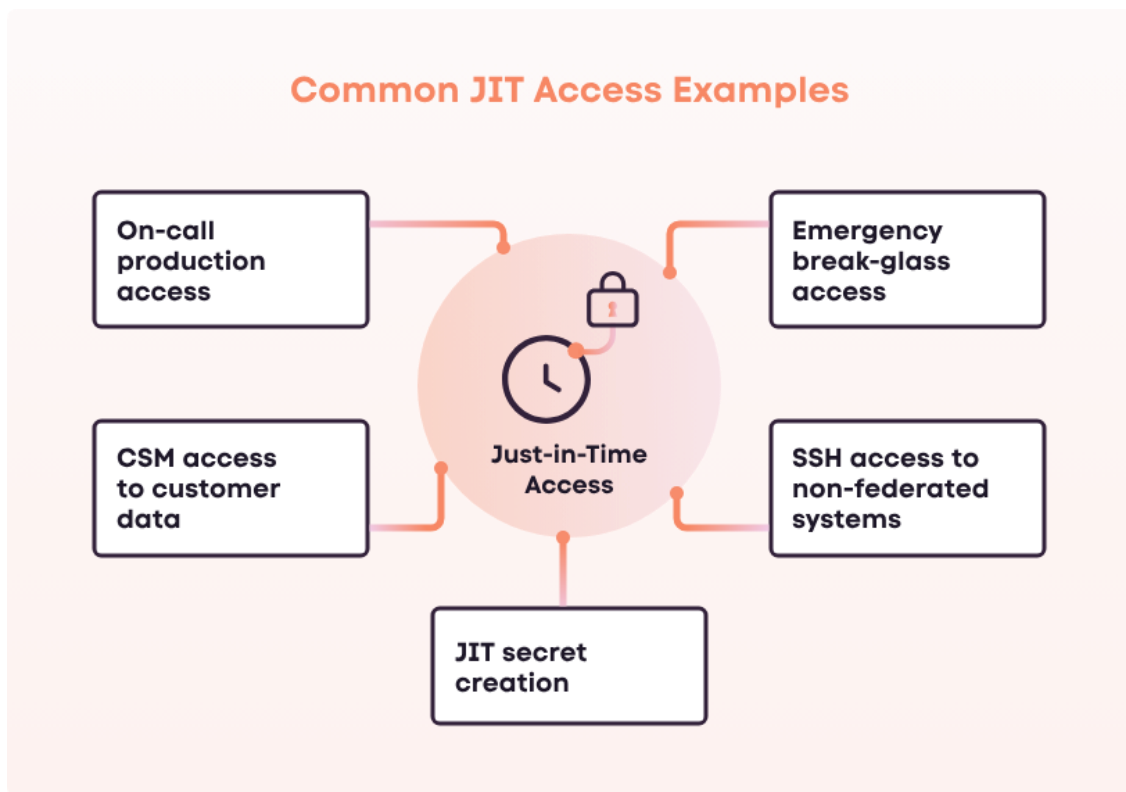 Common JIT Access Examples
On-call
production
access
Emergency
break-glass
access
Just-in-Time
Access
CSM access
to customer
data
SSH access to
non-federated
systems
JIT secret
creation